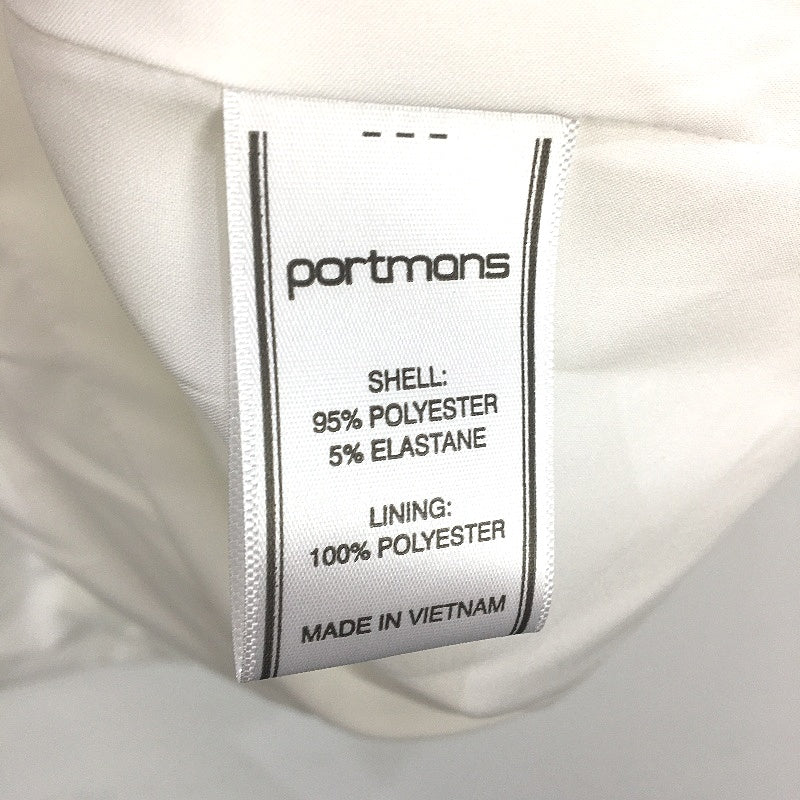 portmans
SHELL:
95% POLYESTER
5% ELASTANE
LINING:
100% POLYESTER
MADE IN VIETNAM